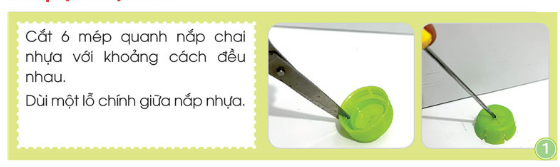 Cắt 6 mép quanh nắp chai
nhựa với khoảng cách đều
nhau.
Dùi một lỗ chính giữa nắp nhựa.
1